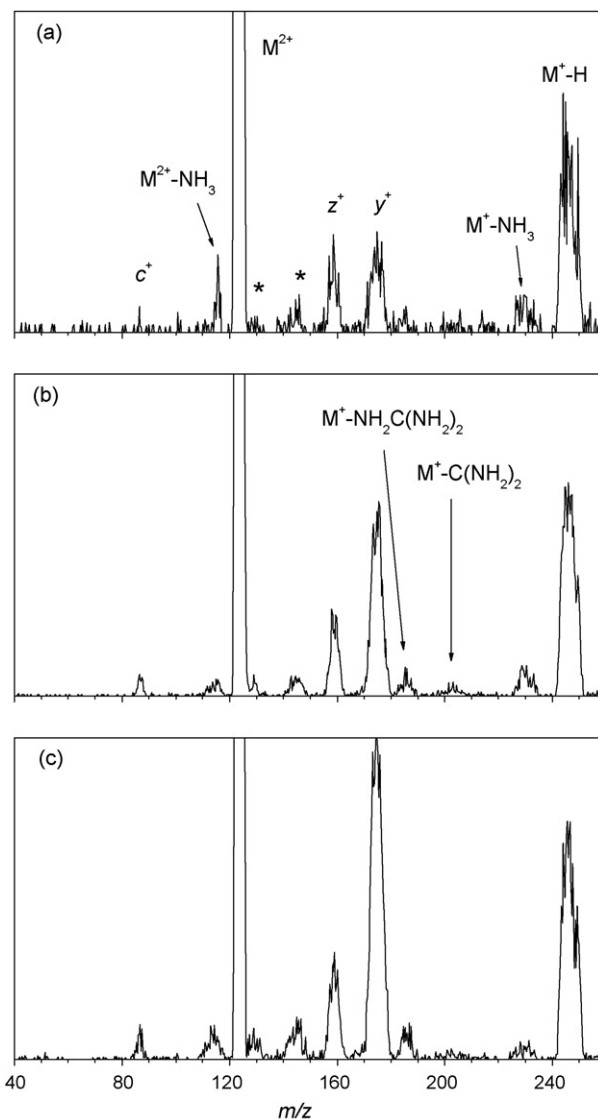 (a)
M²⁺
M⁺-H
M²⁺-NH₃
z⁺
y⁺
M⁺-NH₃
c⁺
*
*
(b)
M⁺-NH₂C(NH₂)₂
M⁺-C(NH₂)₂
(c)
40 80 120 160 200 240
m/z